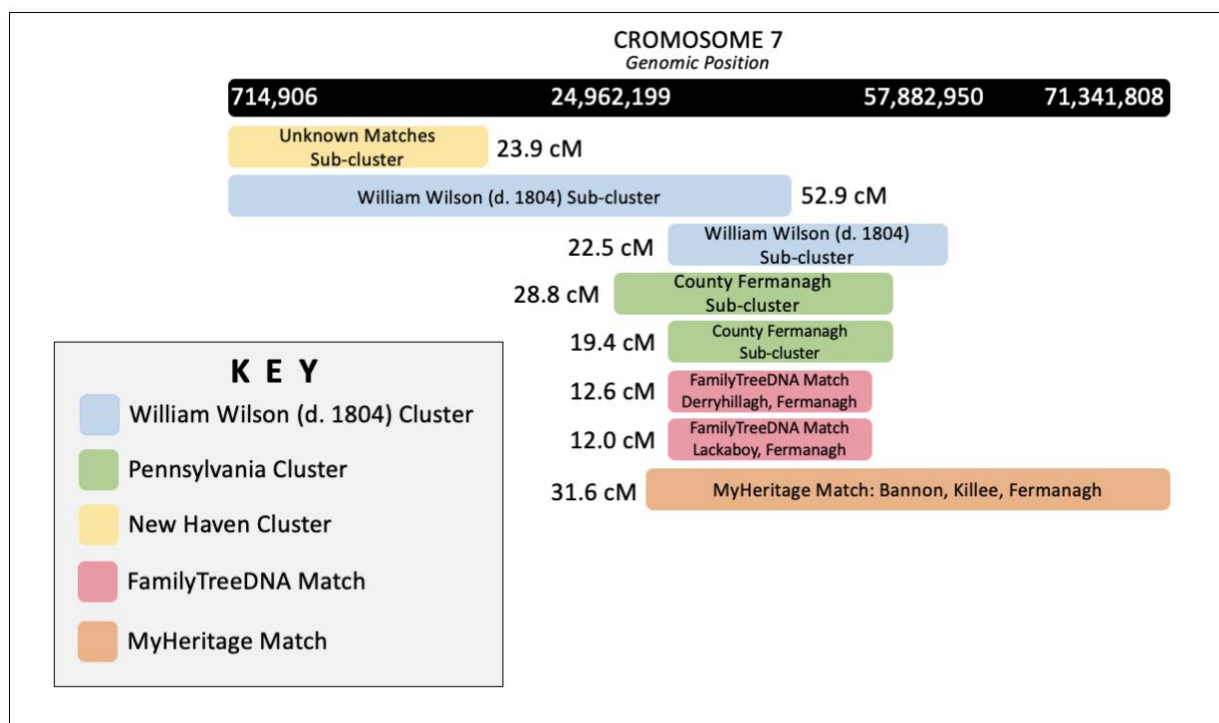 CROMOSOME 7
Genomic Position
714,906 24,962,199 57,882,950 71,341,808
Unknown Matches
Sub-cluster
23.9 cM
William Wilson (d. 1804) Sub-cluster
52.9 cM
22.5 cM
William Wilson (d. 1804)
Sub-cluster
28.8 cM
County Fermanagh
Sub-cluster
19.4 cM
County Fermanagh
Sub-cluster
12.6 cM
FamilyTreeDNA Match
Derryhillagh, Fermanagh
12.0 cM
FamilyTreeDNA Match
Lackaboy, Fermanagh
31.6 cM
MyHeritage Match: Bannon, Killee, Fermanagh
K E Y
William Wilson (d. 1804) Cluster
Pennsylvania Cluster
New Haven Cluster
FamilyTreeDNA Match
MyHeritage Match